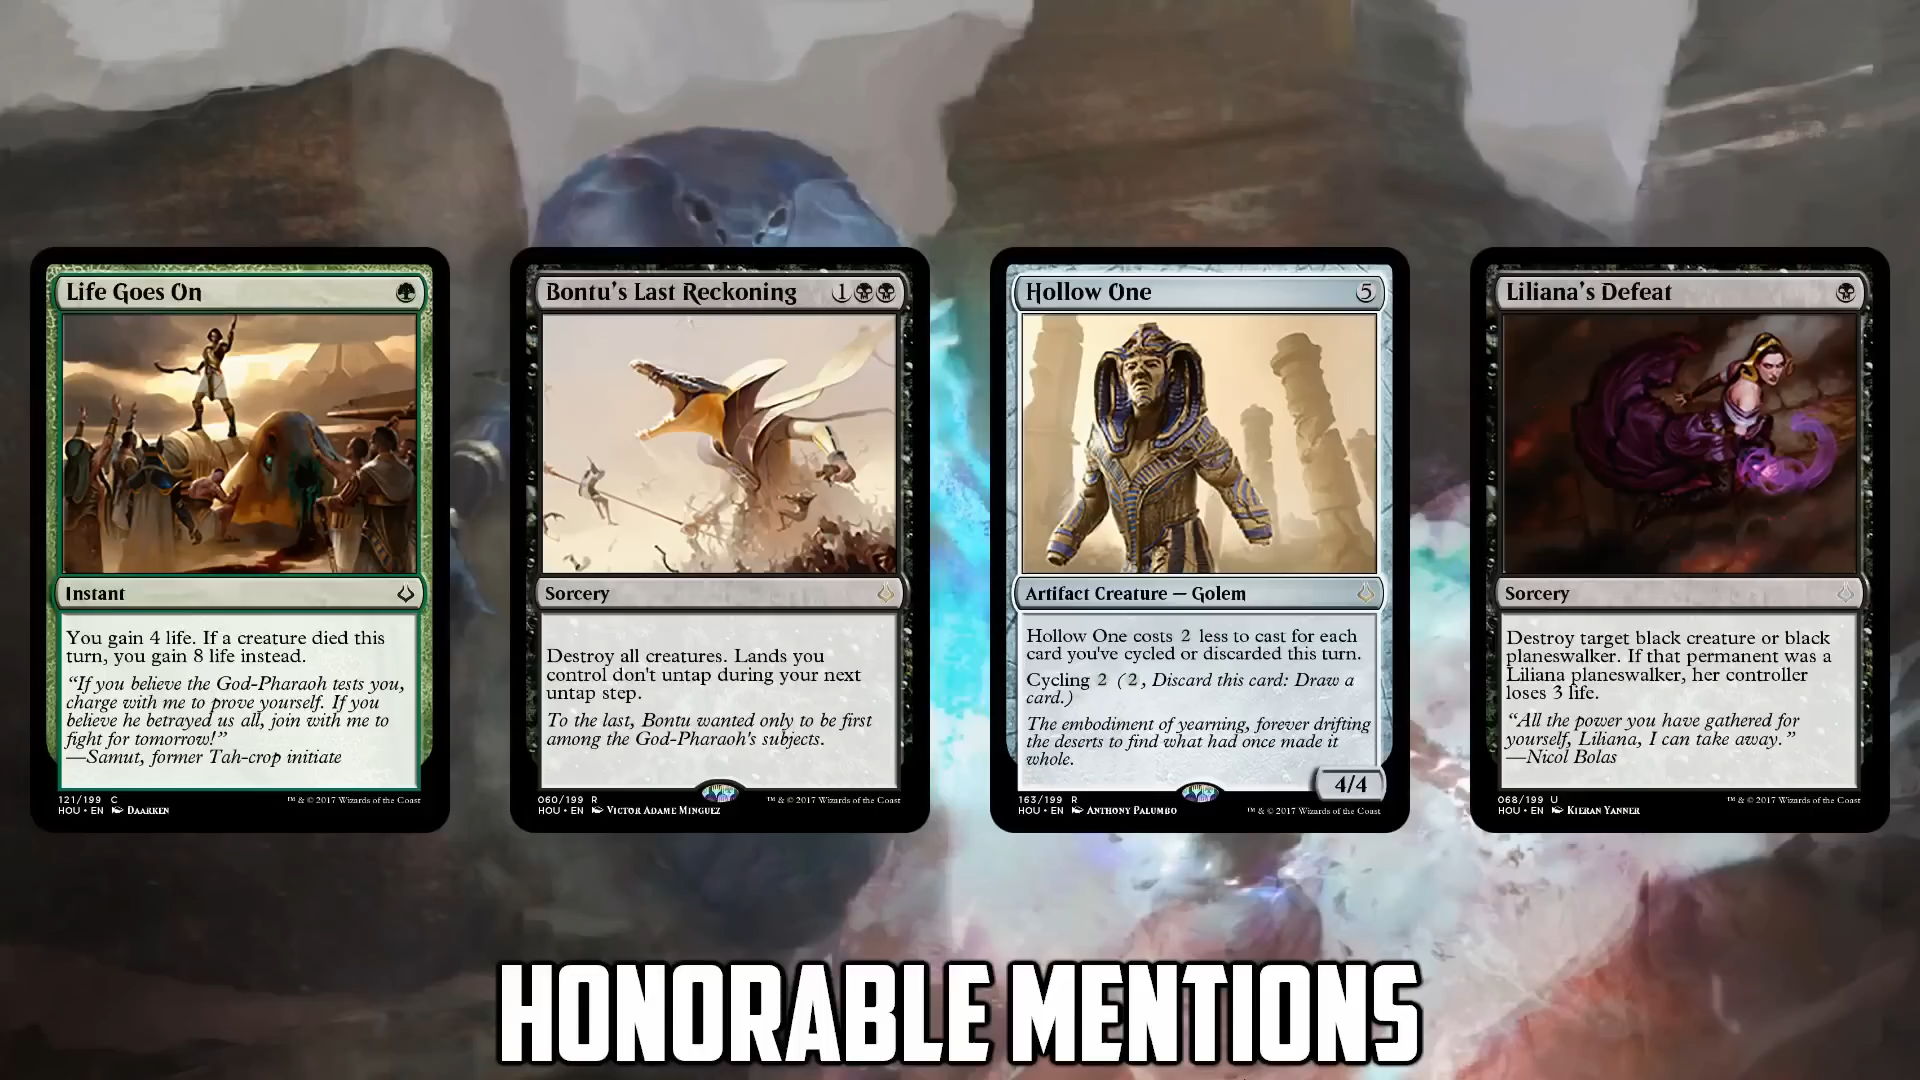 Life Goes On
Instant
You gain 4 life. If a creature died this
turn, you gain 8 life instead.
“If you believe the God-Pharaoh tests you,
charge with me to prove yourself. If you
believe he betrayed us all, join with me to
fight for tomorrow!”
—Samut, former Tah-crop initiate
121/199 C
HOU • EN DAARKEN
™ & © 2017 Wizards of the Coast
Bontu's Last Reckoning 1
Sorcery
Destroy all creatures. Lands you
control don't untap during your next
untap step.
To the last, Bontu wanted only to be first
among the God-Pharaoh's subjects.
060/199 R
HOU • EN VICTOR ADAME MINGUEZ
™ & © 2017 Wizards of the Coast
Hollow One 5
Artifact Creature — Golem
Hollow One costs 2 less to cast for each
card you've cycled or discarded this turn.
Cycling 2 (2, Discard this card: Draw a
card.)
The embodiment of yearning, forever drifting
the deserts to find what had once made it
whole.
4/4
163/199 R
HOU • EN ANTHONY PALUMBO
™ & © 2017 Wizards of the Coast
Liliana's Defeat
Sorcery
Destroy target black creature or black
planeswalker. If that permanent was a
Liliana planeswalker, her controller
loses 3 life.
“All the power you have gathered for
yourself, Liliana, I can take away.”
—Nicol Bolas
068/199 U
HOU • EN KIERAN YANNER
™ & © 2017 Wizards of the Coast
HONORABLE MENTIONS